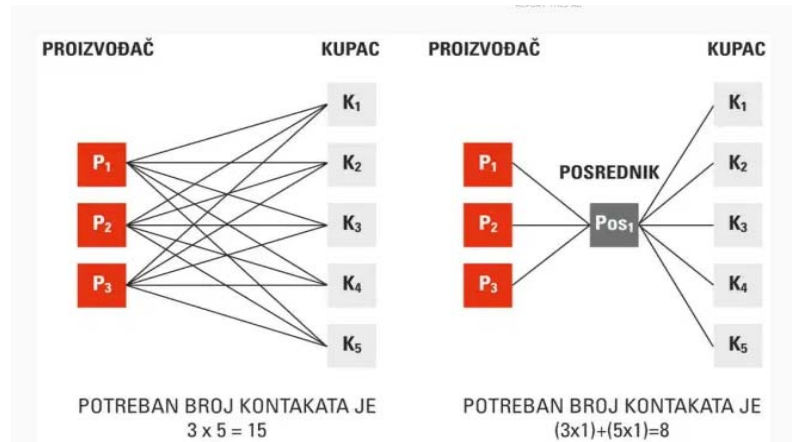 PROIZVOĐAČ KUPAC
K₁
P₁ K₂
P₂ K₃
P₃ K₄
K₅
POTREBAN BROJ KONTAKATA JE
3 x 5 = 15
PROIZVOĐAČ KUPAC
K₁
P₁ POSREDNIK K₂
P₂ Pos₁ K₃
P₃ K₄
K₅
POTREBAN BROJ KONTAKATA JE
(3x1)+(5x1)=8